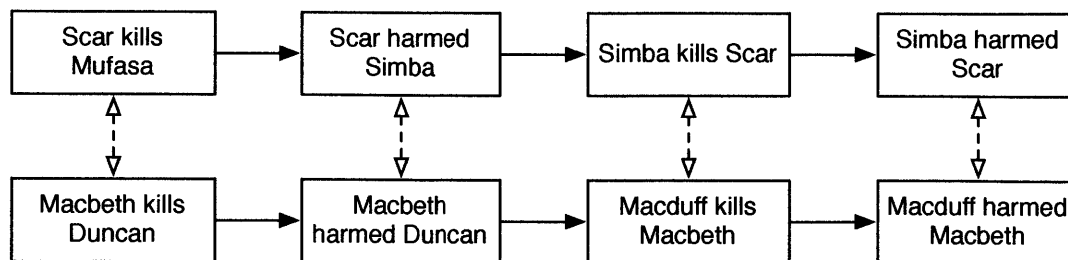 Scar kills
Mufasa
Scar harmed
Simba
Simba kills Scar
Simba harmed
Scar
Macbeth kills
Duncan
Macbeth
harmed Duncan
Macduff kills
Macbeth
Macduff harmed
Macbeth